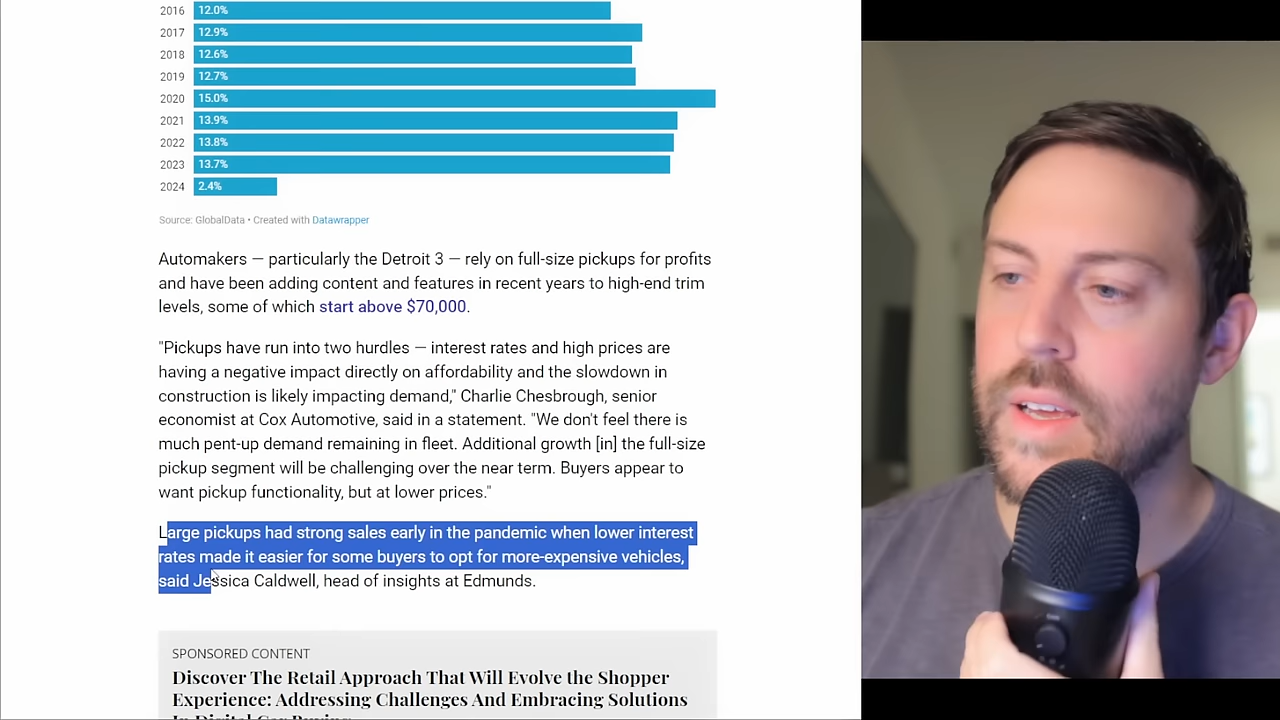 2016 12.0%
2017 12.9%
2018 12.6%
2019 12.7%
2020 15.0%
2021 13.9%
2022 13.8%
2023 13.7%
2024 2.4%
Source: GlobalData • Created with Datawrapper
Automakers — particularly the Detroit 3 — rely on full-size pickups for profits
and have been adding content and features in recent years to high-end trim
levels, some of which start above $70,000.
"Pickups have run into two hurdles — interest rates and high prices are
having a negative impact directly on affordability and the slowdown in
construction is likely impacting demand," Charlie Chesbrough, senior
economist at Cox Automotive, said in a statement. "We don't feel there is
much pent-up demand remaining in fleet. Additional growth [in] the full-size
pickup segment will be challenging over the near term. Buyers appear to
want pickup functionality, but at lower prices."
Large pickups had strong sales early in the pandemic when lower interest
rates made it easier for some buyers to opt for more-expensive vehicles,
said Jessica Caldwell, head of insights at Edmunds.
SPONSORED CONTENT
Discover The Retail Approach That Will Evolve the Shopper
Experience: Addressing Challenges And Embracing Solutions
In Digital Car Buying